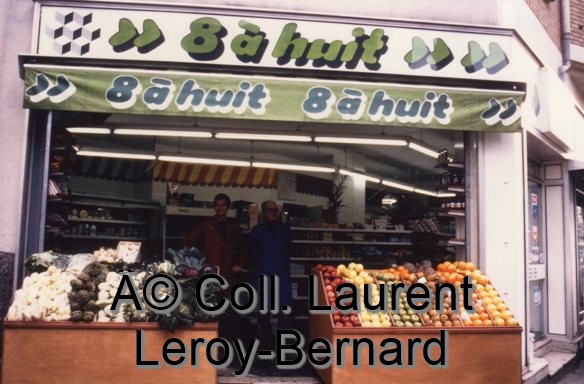 8 à huit
8 à huit 8 à huit
Â© Coll. Laurent
Leroy-Bernard